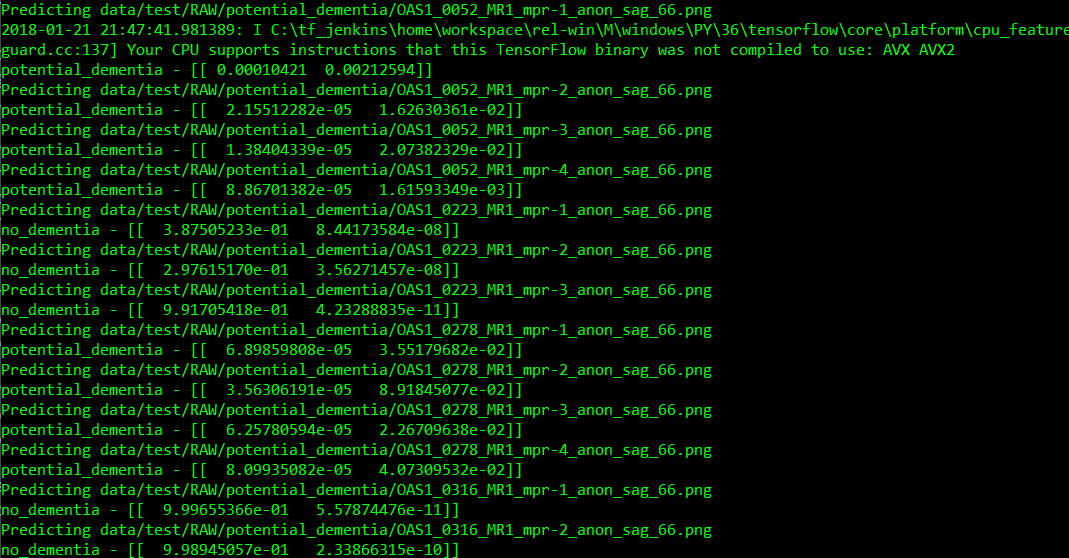 Predicting data/test/RAW/potential_dementia/OAS1_0052_MR1_mpr-1_anon_sag_66.png
2018-01-21 21:47:41.981389: I C:\tf_jenkins\home\workspace\rel-win\M\windows\PY\36\tensorflow\core\platform\cpu_feature
guard.cc:137] Your CPU supports instructions that this TensorFlow binary was not compiled to use: AVX AVX2
potential_dementia - [[ 0.00010421  0.00212594]]
Predicting data/test/RAW/potential_dementia/OAS1_0052_MR1_mpr-2_anon_sag_66.png
potential_dementia - [[  2.15512282e-05   1.62630361e-02]]
Predicting data/test/RAW/potential_dementia/OAS1_0052_MR1_mpr-3_anon_sag_66.png
potential_dementia - [[  1.38404339e-05   2.07382329e-02]]
Predicting data/test/RAW/potential_dementia/OAS1_0052_MR1_mpr-4_anon_sag_66.png
potential_dementia - [[  8.86701382e-05   1.61593349e-03]]
Predicting data/test/RAW/potential_dementia/OAS1_0223_MR1_mpr-1_anon_sag_66.png
no_dementia - [[  3.87505233e-01   8.44173584e-08]]
Predicting data/test/RAW/potential_dementia/OAS1_0223_MR1_mpr-2_anon_sag_66.png
no_dementia - [[  2.97615170e-01   3.56271457e-08]]
Predicting data/test/RAW/potential_dementia/OAS1_0223_MR1_mpr-3_anon_sag_66.png
no_dementia - [[  9.91705418e-01   4.23288835e-11]]
Predicting data/test/RAW/potential_dementia/OAS1_0278_MR1_mpr-1_anon_sag_66.png
potential_dementia - [[  6.89859808e-05   3.55179682e-02]]
Predicting data/test/RAW/potential_dementia/OAS1_0278_MR1_mpr-2_anon_sag_66.png
potential_dementia - [[  3.56306191e-05   8.91845077e-02]]
Predicting data/test/RAW/potential_dementia/OAS1_0278_MR1_mpr-3_anon_sag_66.png
potential_dementia - [[  6.25780594e-05   2.26709638e-02]]
Predicting data/test/RAW/potential_dementia/OAS1_0278_MR1_mpr-4_anon_sag_66.png
potential_dementia - [[  8.09935082e-05   4.07309532e-02]]
Predicting data/test/RAW/potential_dementia/OAS1_0316_MR1_mpr-1_anon_sag_66.png
no_dementia - [[  9.99655366e-01   5.57874476e-11]]
Predicting data/test/RAW/potential_dementia/OAS1_0316_MR1_mpr-2_anon_sag_66.png
no_dementia - [[  9.98945057e-01   2.33866315e-10]]